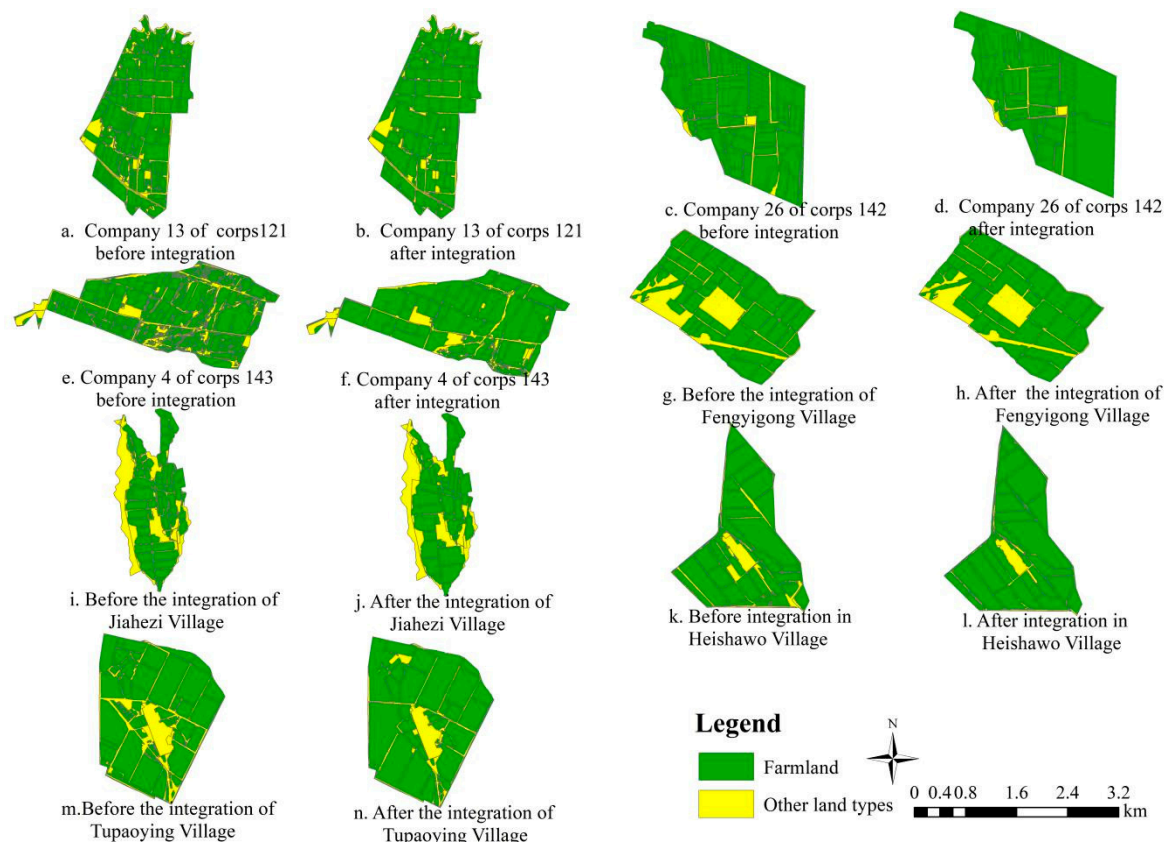 a. Company 13 of corps121
before integration
b. Company 13 of corps 121
after integration
c. Company 26 of corps 142
before integration
d. Company 26 of corps 142
after integration
e. Company 4 of corps 143
before integration
f. Company 4 of corps 143
after integration
g. Before the integration of
Fengyigong Village
h. After the integration of
Fengyigong Village
i. Before the integration of
Jiahezi Village
j. After the integration of
Jiahezi Village
k. Before integration in
Heishawo Village
l. After integration in
Heishawo Village
m.Before the integration of
Tupaoying Village
n. After the integration of
Tupaoying Village
Legend
Farmland
Other land types
N
0 0.40.8 1.6 2.4 3.2
km